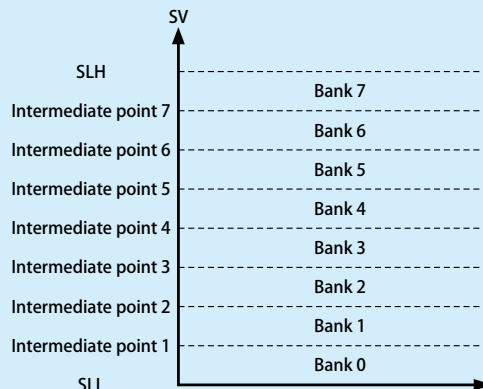 SV
SLH
Bank 7
Intermediate point 7
Bank 6
Intermediate point 6
Bank 5
Intermediate point 5
Bank 4
Intermediate point 4
Bank 3
Intermediate point 3
Bank 2
Intermediate point 2
Bank 1
Intermediate point 1
Bank 0
SLL